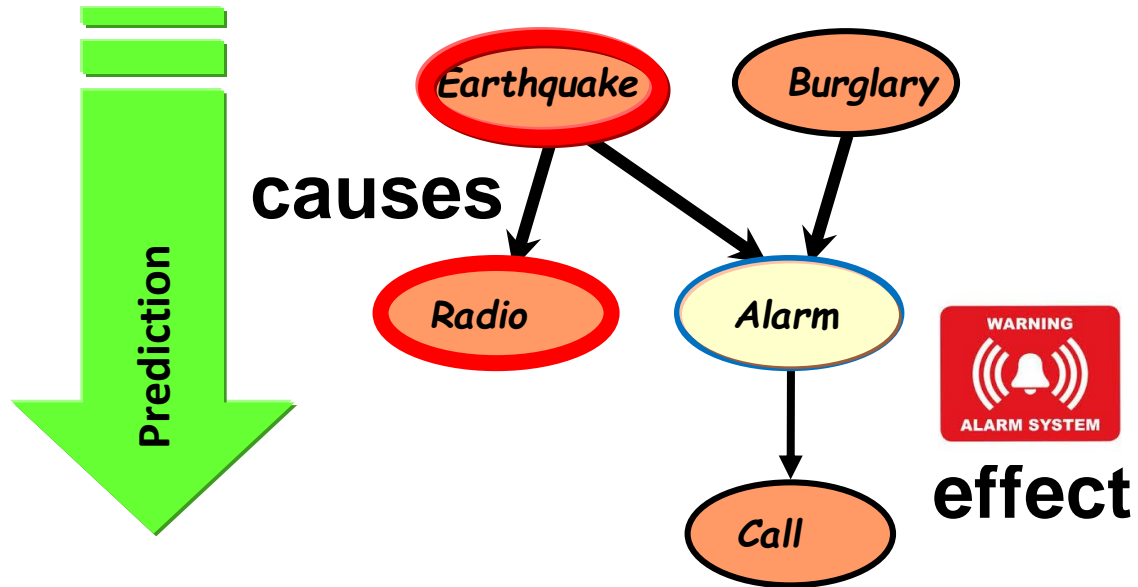 Earthquake
Burglary
causes
Prediction
Radio
Alarm
WARNING
ALARM SYSTEM
effect
Call